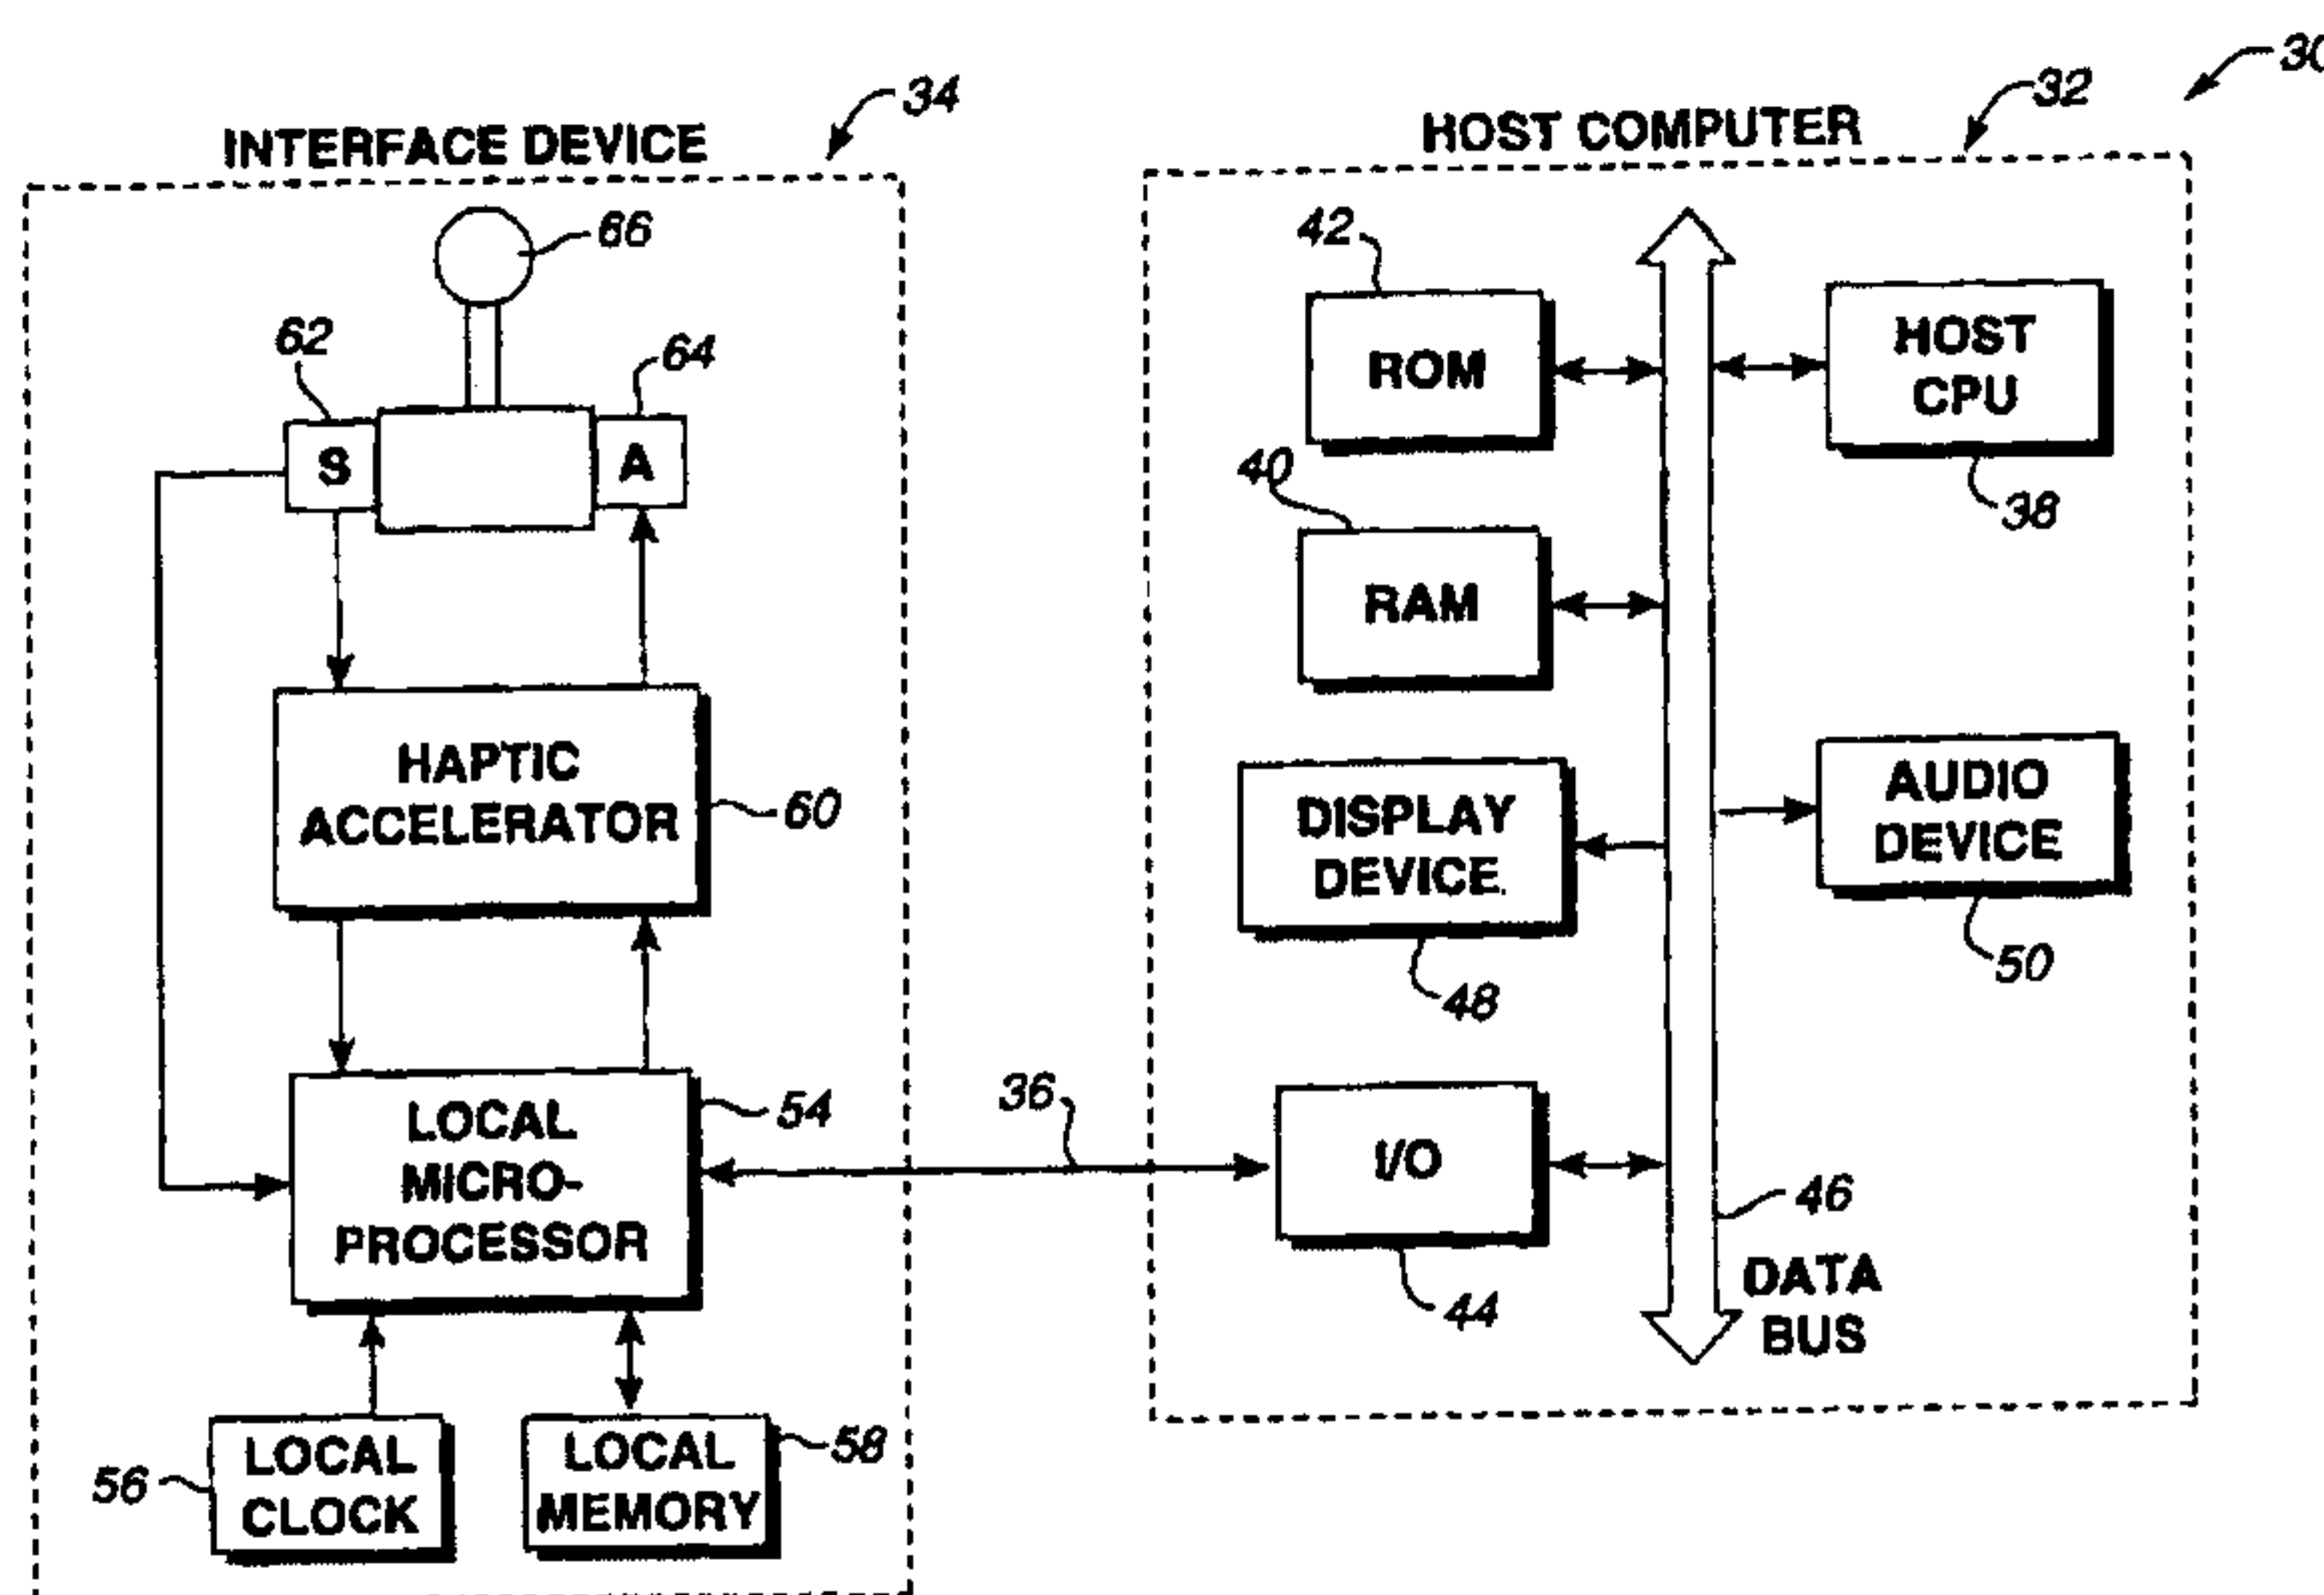 30
34
INTERFACE DEVICE
32
HOST COMPUTER
66
62
64
S
A
HAPTIC
ACCELERATOR
60
LOCAL
MICRO-
PROCESSOR
54
56
LOCAL
CLOCK
LOCAL
MEMORY
58
36
42
ROM
HOST
CPU
38
40
RAM
DISPLAY
DEVICE
48
AUDIO
DEVICE
50
I/O
44
46
DATA
BUS